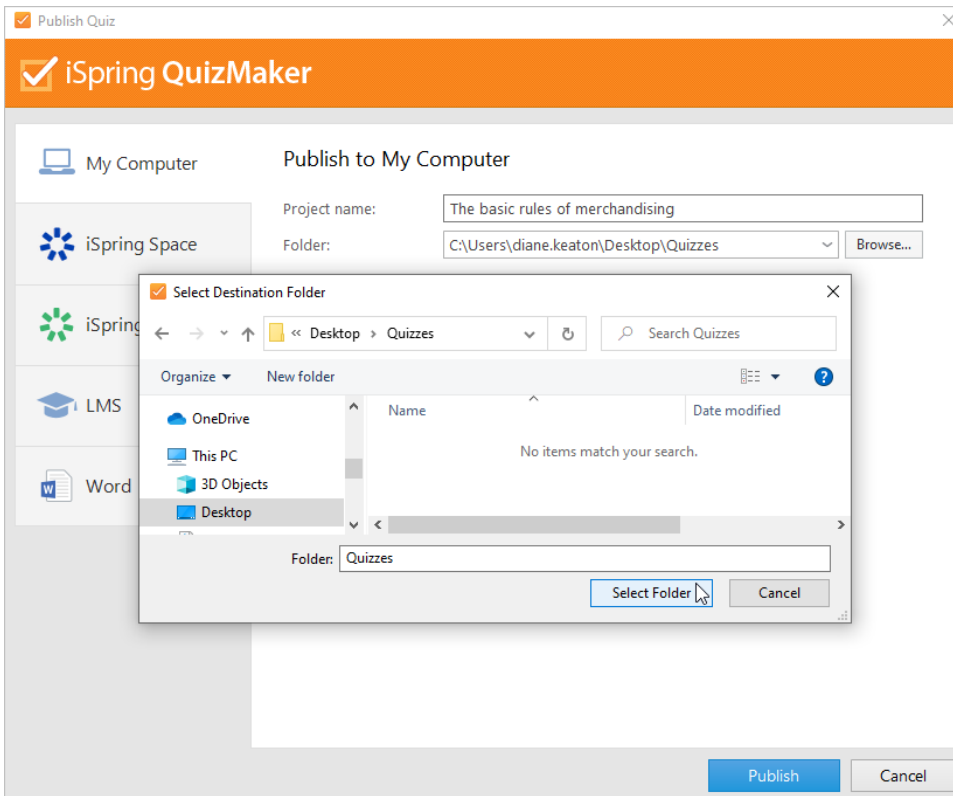 Publish Quiz
iSpring QuizMaker
My Computer
iSpring Space
iSpring
LMS
Word
Publish to My Computer
Project name: The basic rules of merchandising
Folder: C:\Users\diane.keaton\Desktop\Quizzes Browse...
Select Destination Folder
« Desktop > Quizzes Search Quizzes
Organize New folder ?
OneDrive
This PC
3D Objects
Desktop
Name Date modified
No items match your search.
Folder: Quizzes
Select Folder Cancel
Publish Cancel